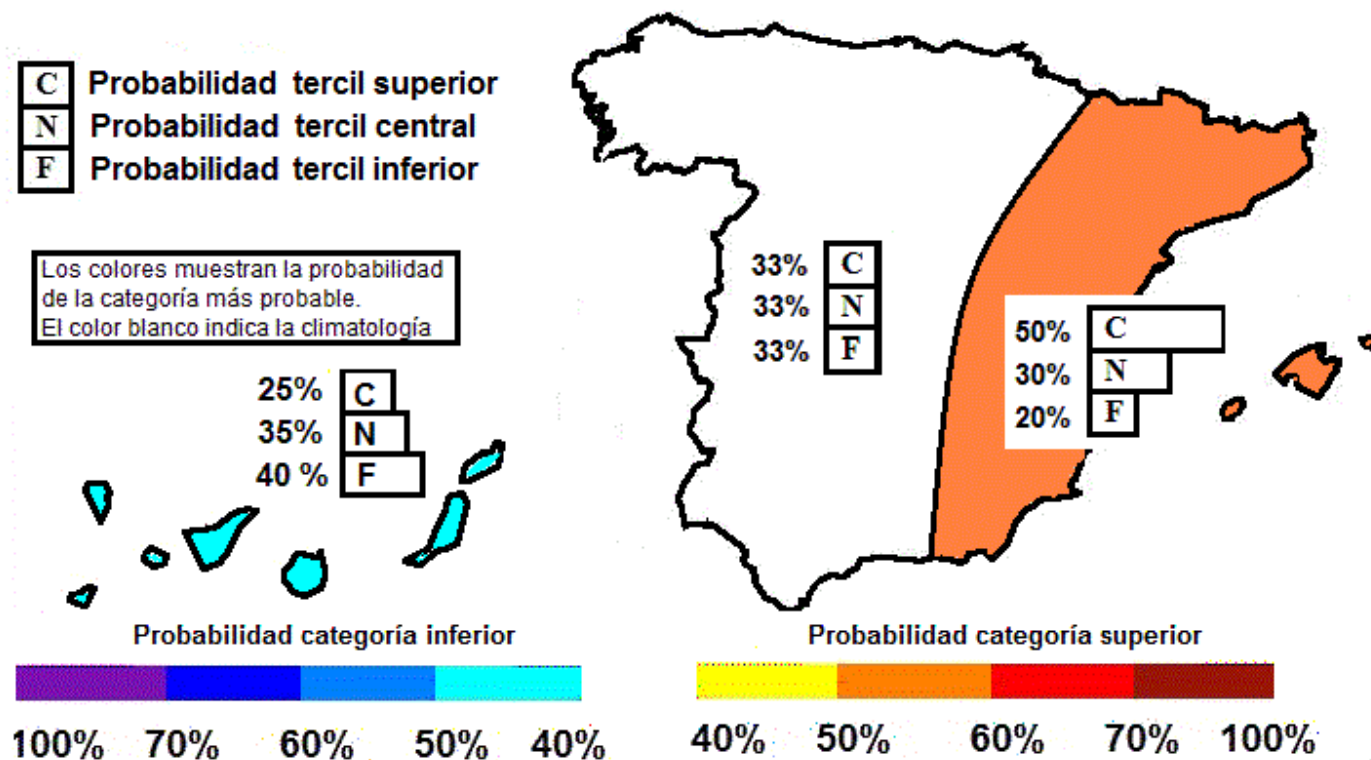 C Probabilidad tercil superior
N Probabilidad tercil central
F Probabilidad tercil inferior
Los colores muestran la probabilidad
de la categoría más probable.
El color blanco indica la climatología
33% C
33% N
33% F
50% C
30% N
20% F
25% C
35% N
40 % F
Probabilidad categoría inferior
100% 70% 60% 50% 40%
Probabilidad categoría superior
40% 50% 60% 70% 100%